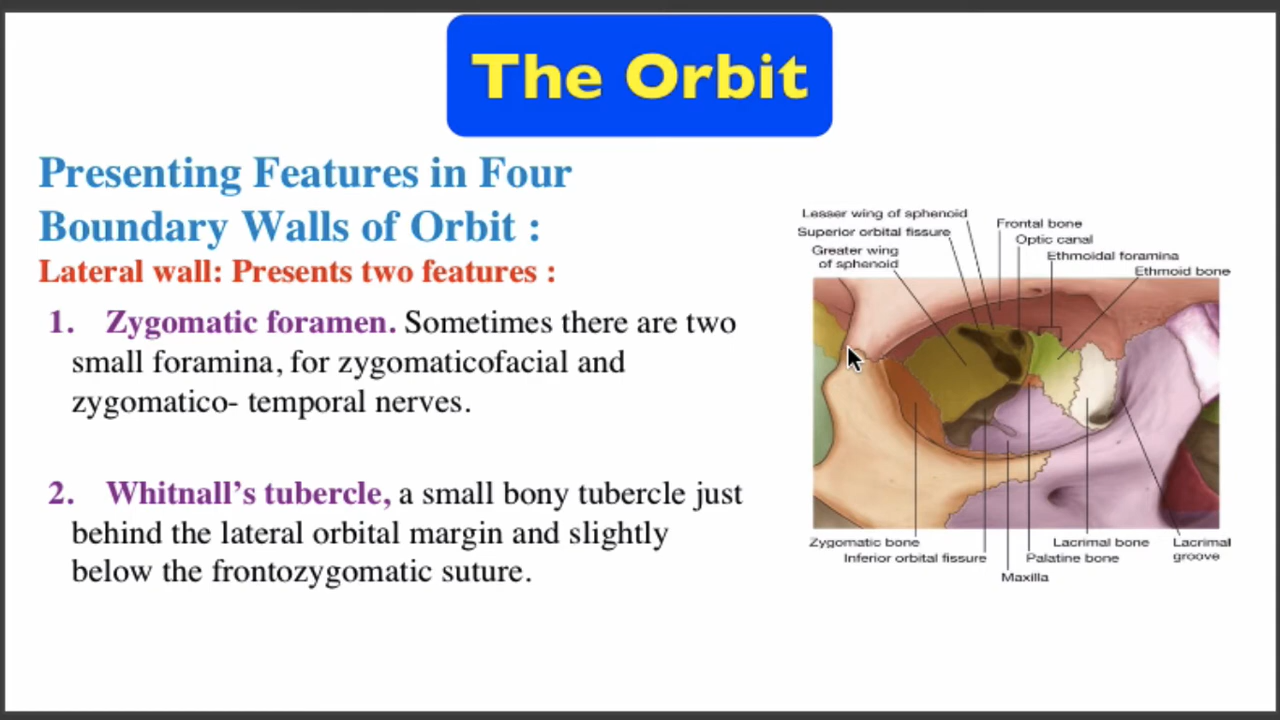 The Orbit
Presenting Features in Four
Boundary Walls of Orbit :
Lateral wall: Presents two features :
1. Zygomatic foramen. Sometimes there are two
small foramina, for zygomaticofacial and
zygomatico- temporal nerves.
2. Whitnall’s tubercle, a small bony tubercle just
behind the lateral orbital margin and slightly
below the frontozygomatic suture.
Lesser wing of sphenoid
Superior orbital fissure
Greater wing
of sphenoid
Frontal bone
Optic canal
Ethmoidal foramina
Ethmoid bone
Zygomatic bone
Inferior orbital fissure
Maxilla
Palatine bone
Lacrimal bone
Lacrimal
groove